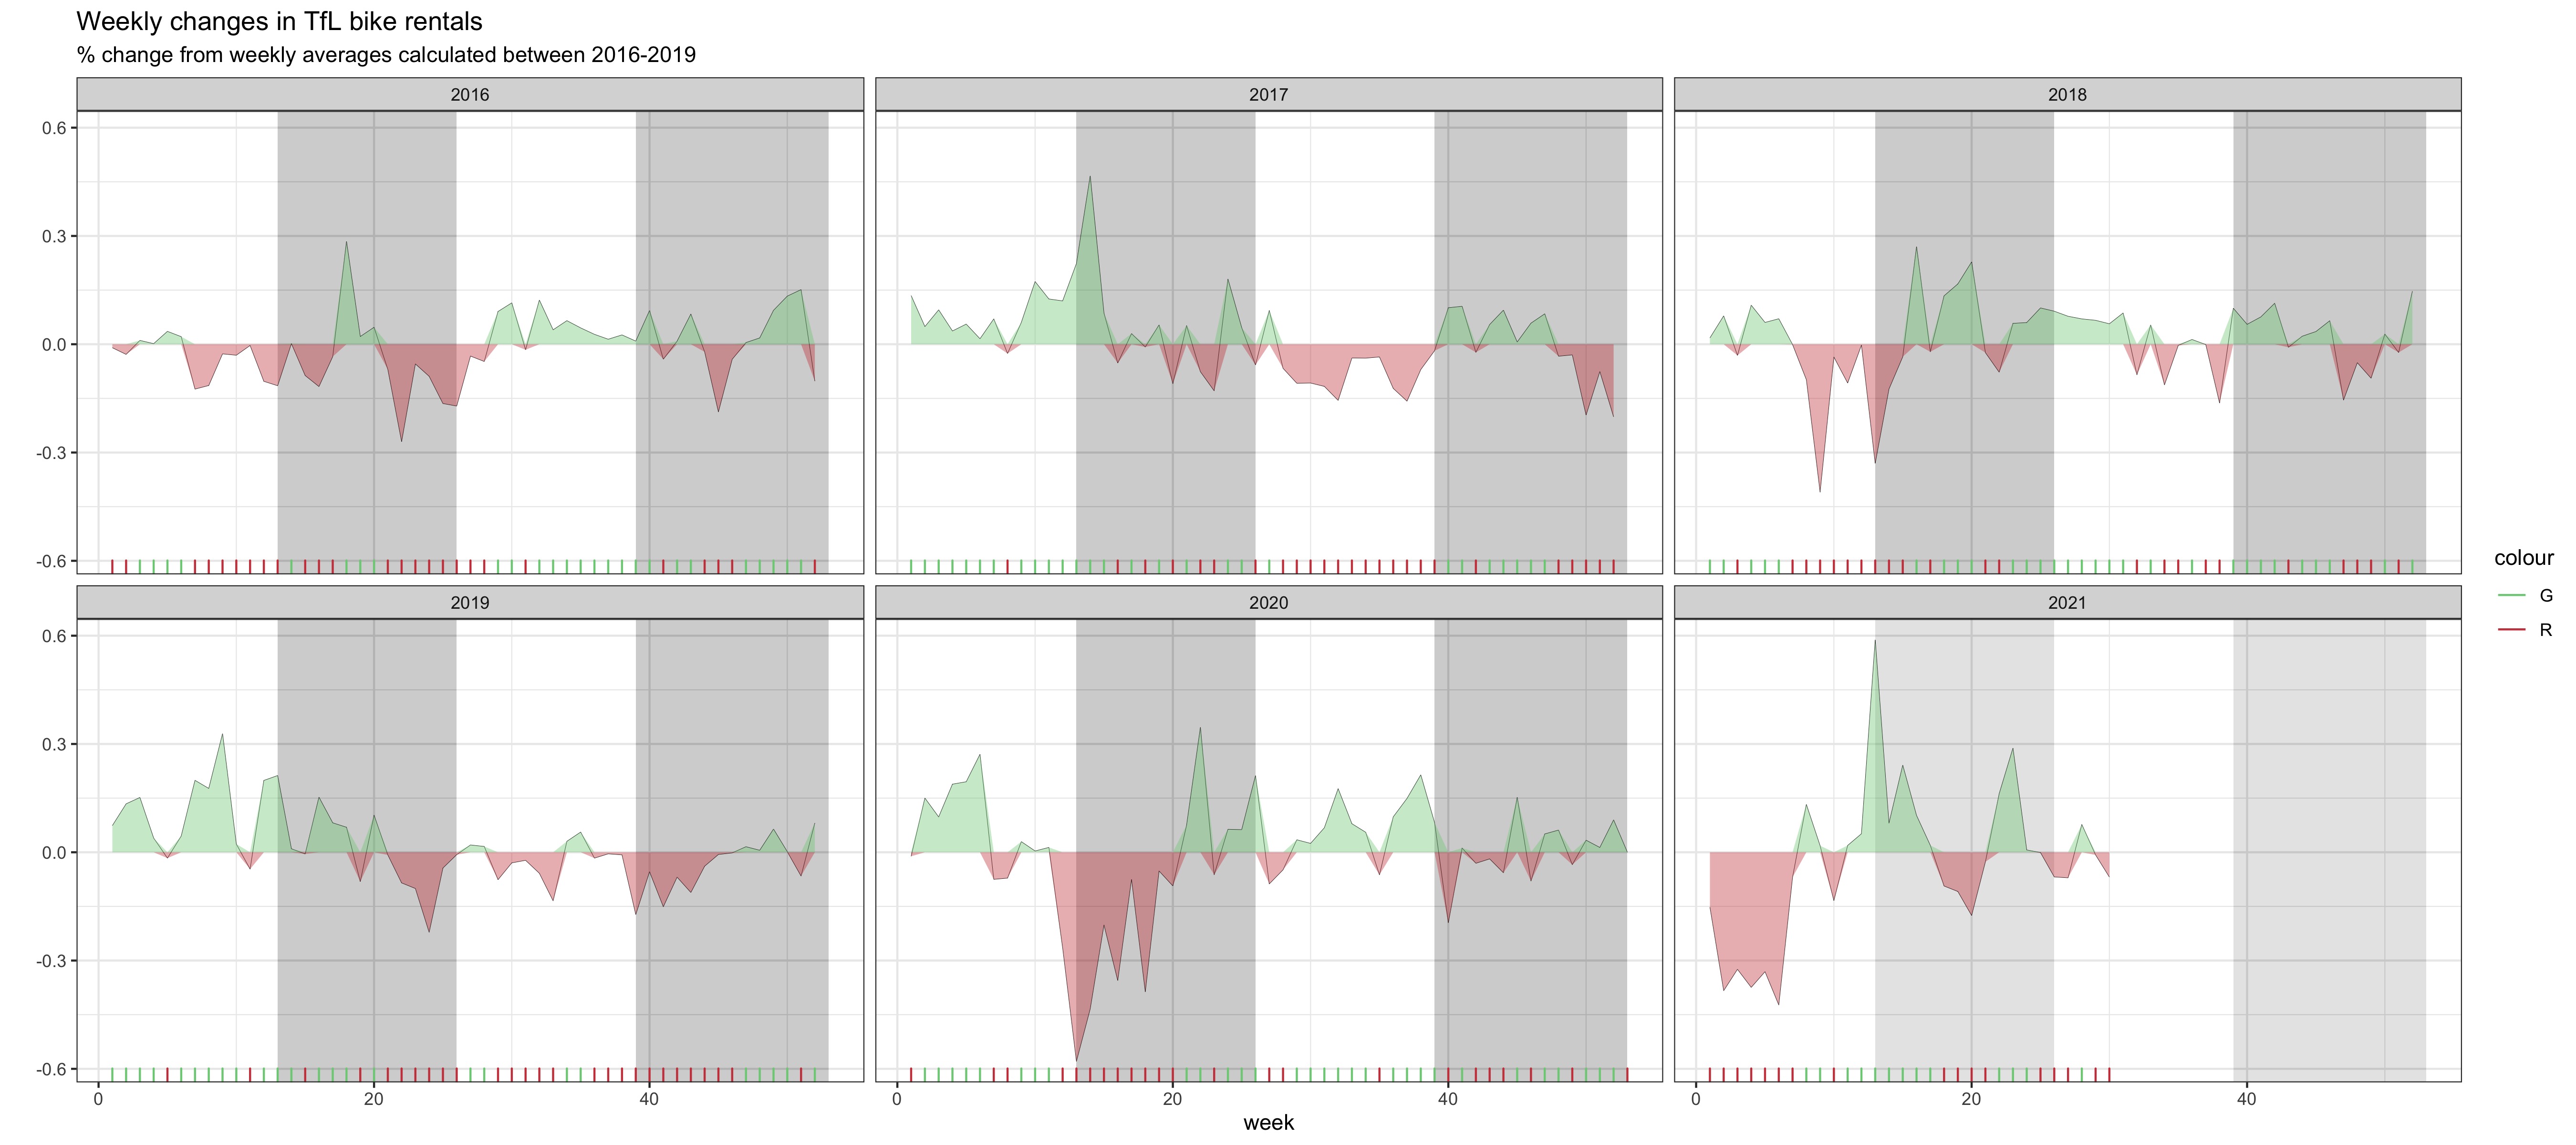 Weekly changes in TfL bike rentals
% change from weekly averages calculated between 2016-2019
2016 2017 2018
0.6
0.3
0.0
-0.3
-0.6
colour
G
R
2019 2020 2021
0.6
0.3
0.0
-0.3
-0.6
0 20 40 0 20 40 0 20 40
week